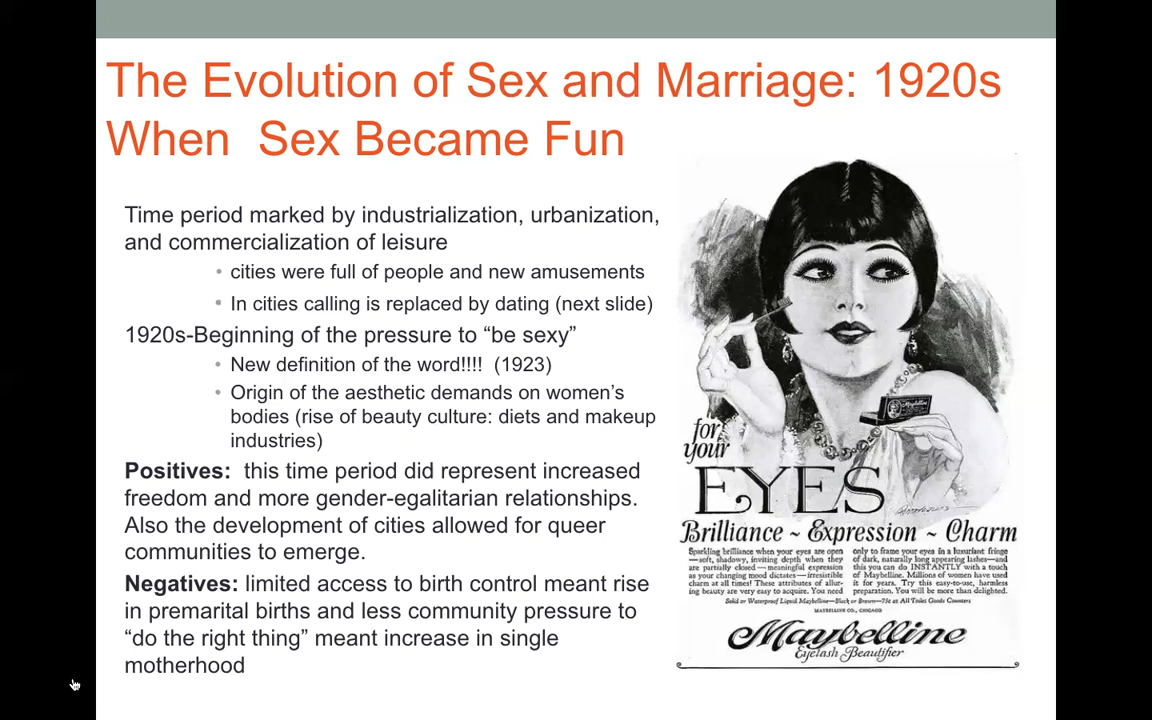 The Evolution of Sex and Marriage: 1920s
When  Sex Became Fun
Time period marked by industrialization, urbanization,
and commercialization of leisure
• cities were full of people and new amusements
• In cities calling is replaced by dating (next slide)
1920s-Beginning of the pressure to “be sexy”
• New definition of the word!!!!  (1923)
• Origin of the aesthetic demands on women’s
bodies (rise of beauty culture: diets and makeup
industries)
Positives:  this time period did represent increased
freedom and more gender-egalitarian relationships.
Also the development of cities allowed for queer
communities to emerge.
Negatives: limited access to birth control meant rise
in premarital births and less community pressure to
“do the right thing” meant increase in single
motherhood
for
your
EYES
Brilliance ~ Expression ~ Charm
Sparkling brilliance when your eyes are open
—soft, shadowy, inviting depth when they
are partially closed—meaningful expression
as your changing mood dictates—irresistible
charm at all times! These attributes of allur-
ing beauty are very easy to acquire. You need
only to frame your eyes in a luxuriant fringe
of dark, naturally long appearing lashes—and
this you can do INSTANTLY with a touch
of Maybelline. Millions of women have used
it for years. Try this easy-to-use, harmless
preparation. You will be more than delighted.
Solid or Waterproof Liquid Maybelline—Black or Brown—75c at All Toilet Goods Counters
MAYBELLINE CO., CHICAGO
Maybelline
Eyelash Beautifier